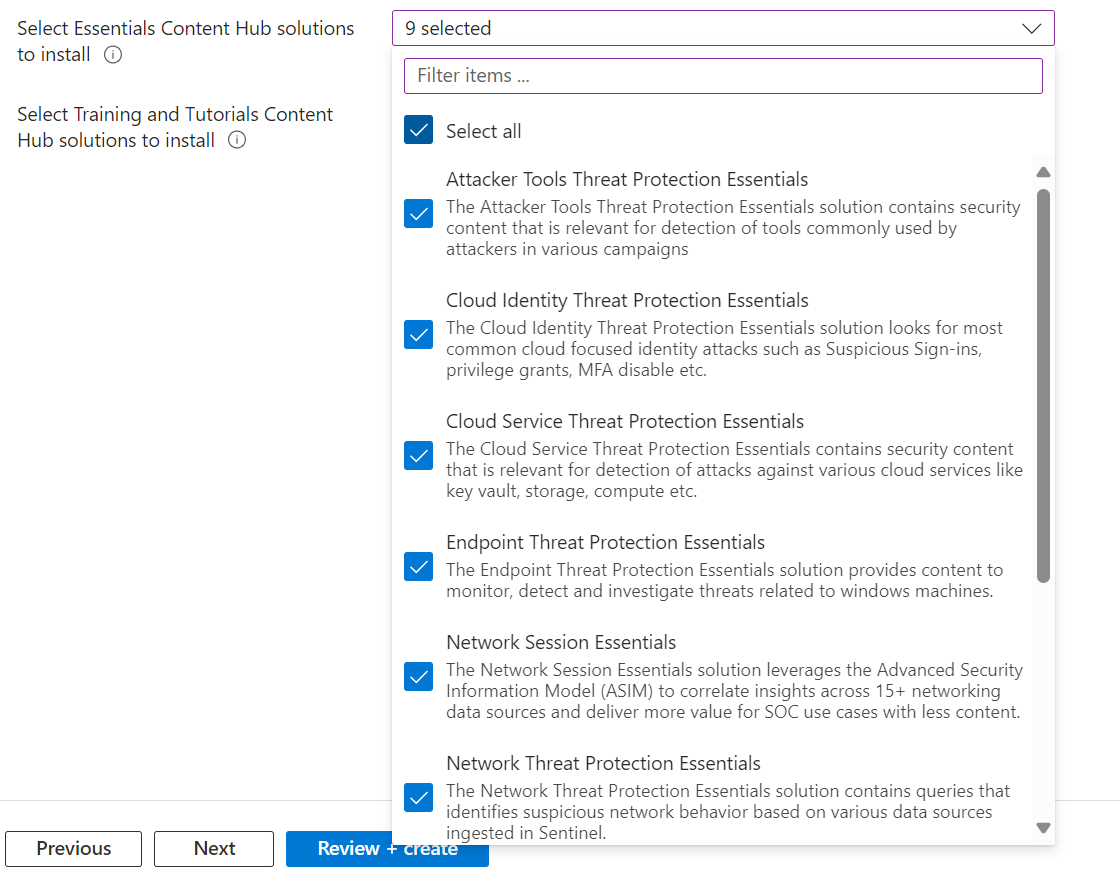 Select Essentials Content Hub solutions
to install
9 selected
Filter items ...
Select Training and Tutorials Content
Hub solutions to install
Select all
Attacker Tools Threat Protection Essentials
The Attacker Tools Threat Protection Essentials solution contains security
content that is relevant for detection of tools commonly used by
attackers in various campaigns
Cloud Identity Threat Protection Essentials
The Cloud Identity Threat Protection Essentials solution looks for most
common cloud focused identity attacks such as Suspicious Sign-ins,
privilege grants, MFA disable etc.
Cloud Service Threat Protection Essentials
The Cloud Service Threat Protection Essentials contains security content
that is relevant for detection of attacks against various cloud services like
key vault, storage, compute etc.
Endpoint Threat Protection Essentials
The Endpoint Threat Protection Essentials solution provides content to
monitor, detect and investigate threats related to windows machines.
Network Session Essentials
The Network Session Essentials solution leverages the Advanced Security
Information Model (ASIM) to correlate insights across 15+ networking
data sources and deliver more value for SOC use cases with less content.
Network Threat Protection Essentials
The Network Threat Protection Essentials solution contains queries that
identifies suspicious network behavior based on various data sources
ingested in Sentinel.
Previous
Next
Review + create